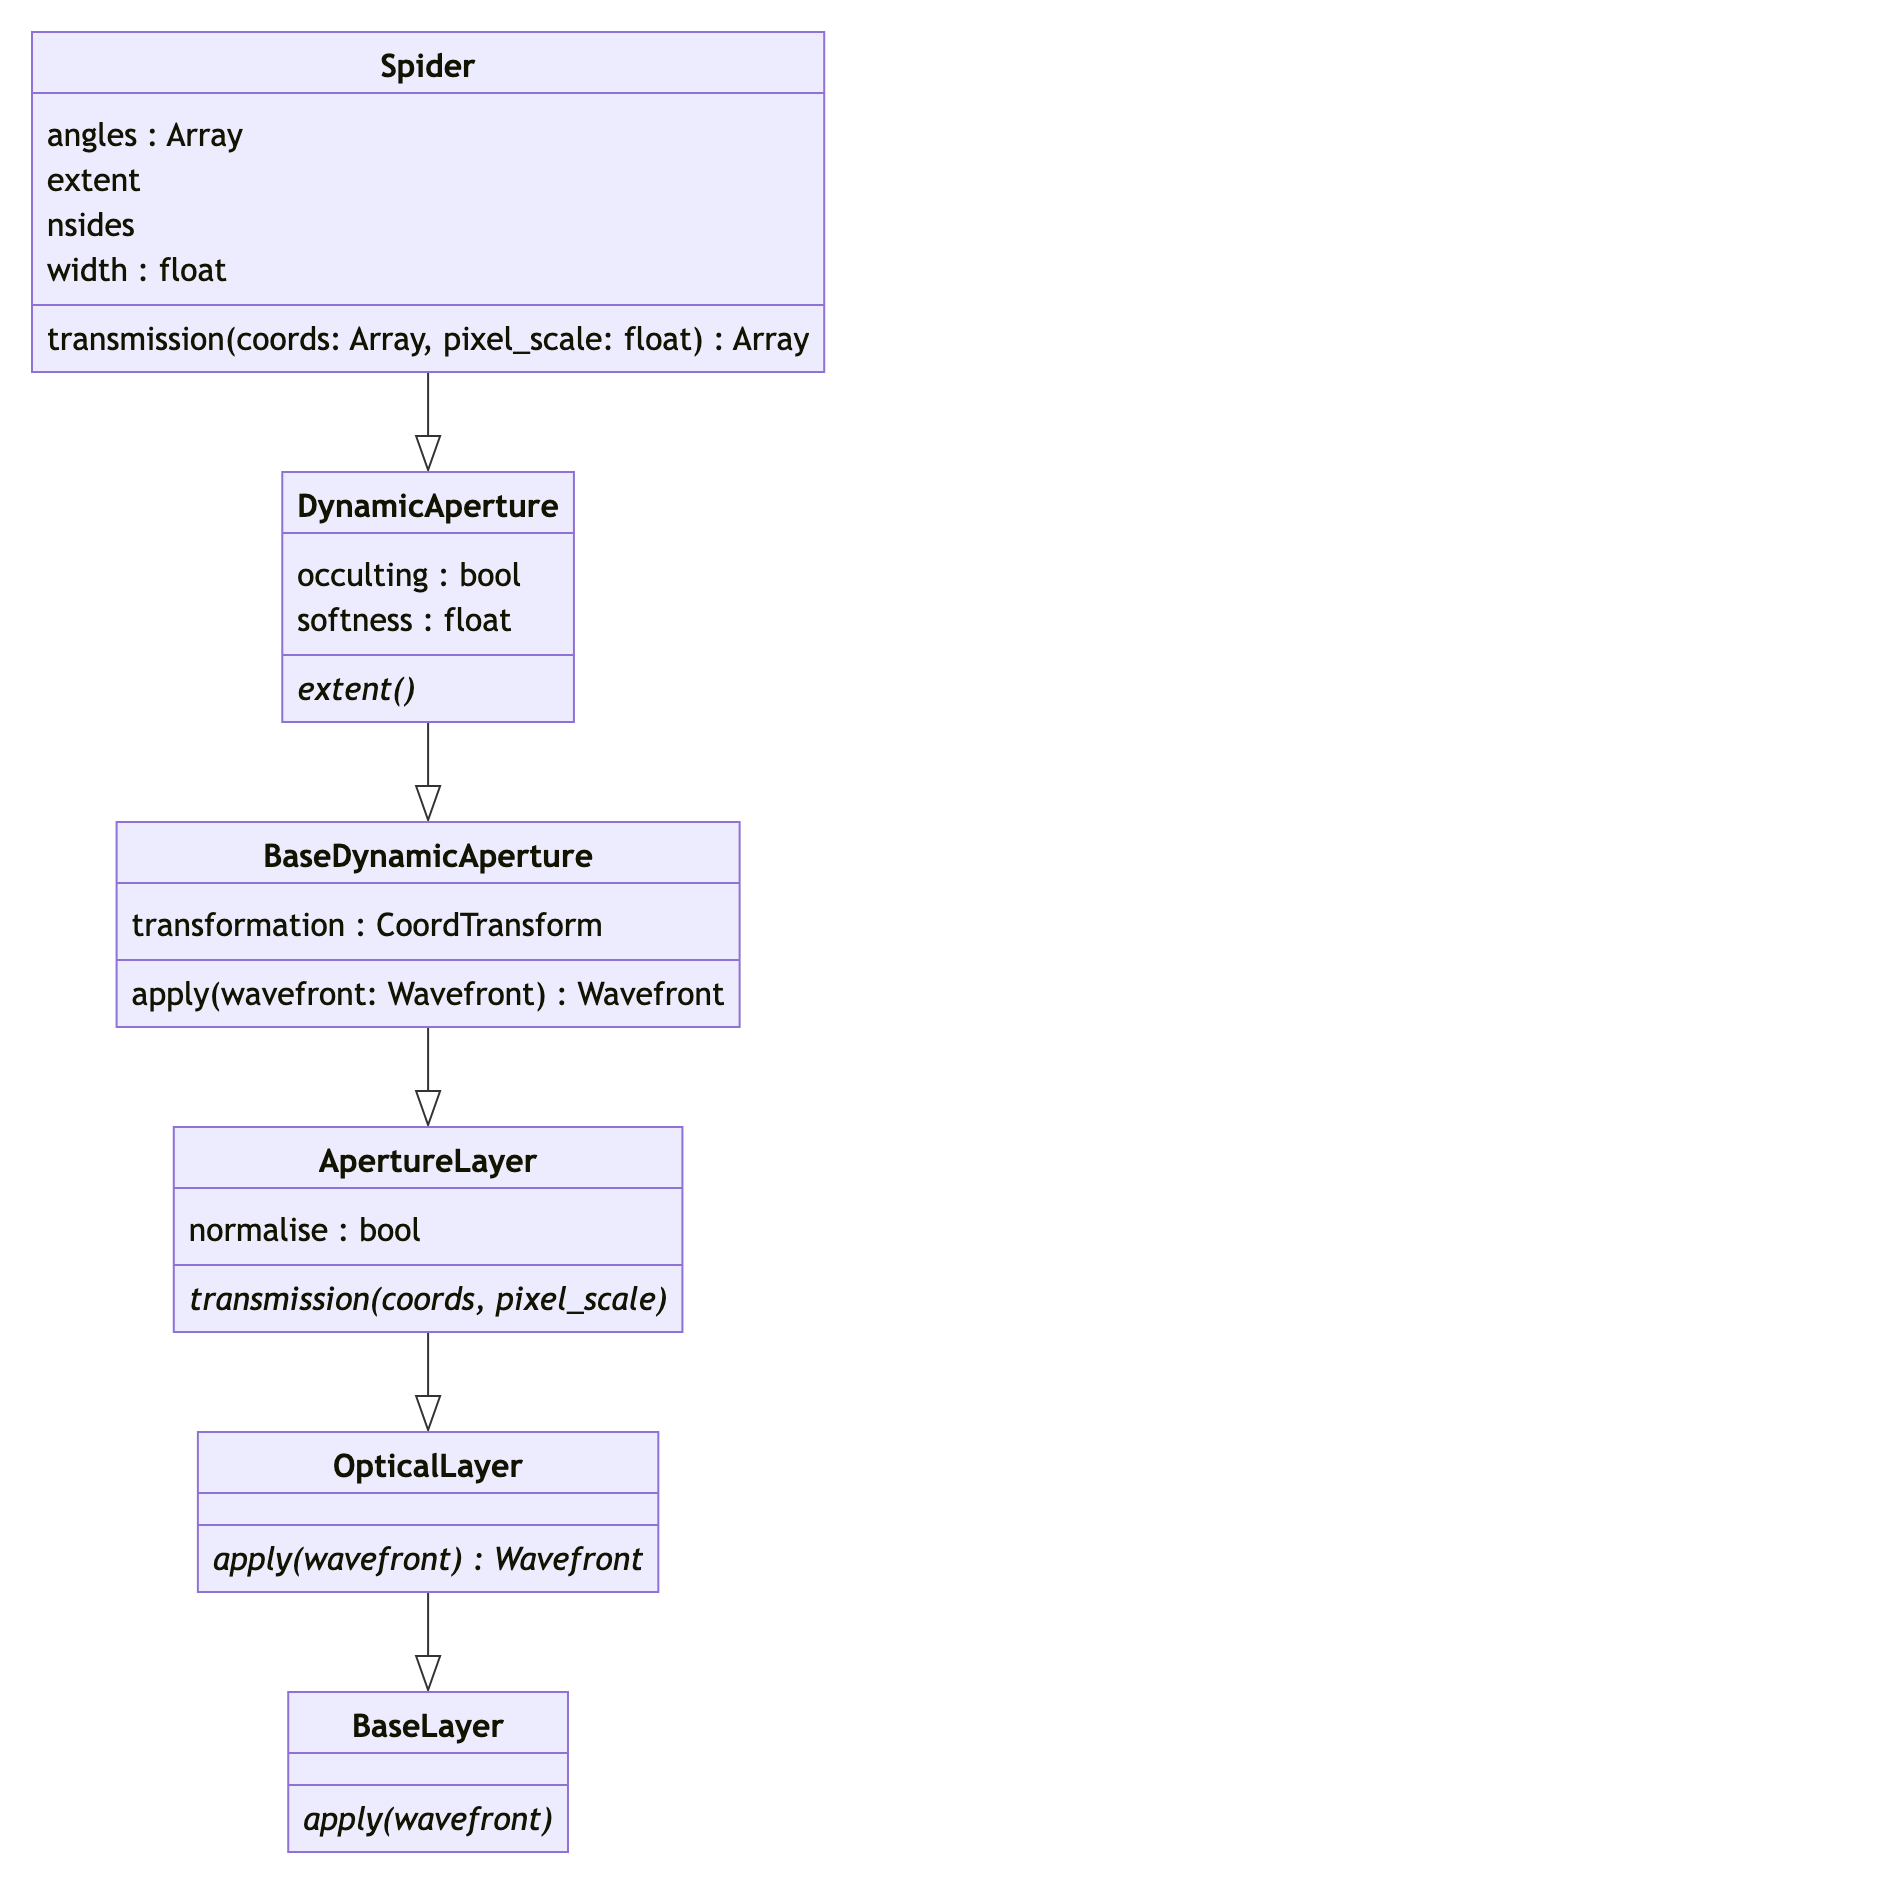 Spider
angles : Array
extent
nsides
width : float
transmission(coords: Array, pixel_scale: float) : Array
DynamicAperture
occulting : bool
softness : float
extent()
BaseDynamicAperture
transformation : CoordTransform
apply(wavefront: Wavefront) : Wavefront
ApertureLayer
normalise : bool
transmission(coords, pixel_scale)
OpticalLayer
apply(wavefront) : Wavefront
BaseLayer
apply(wavefront)